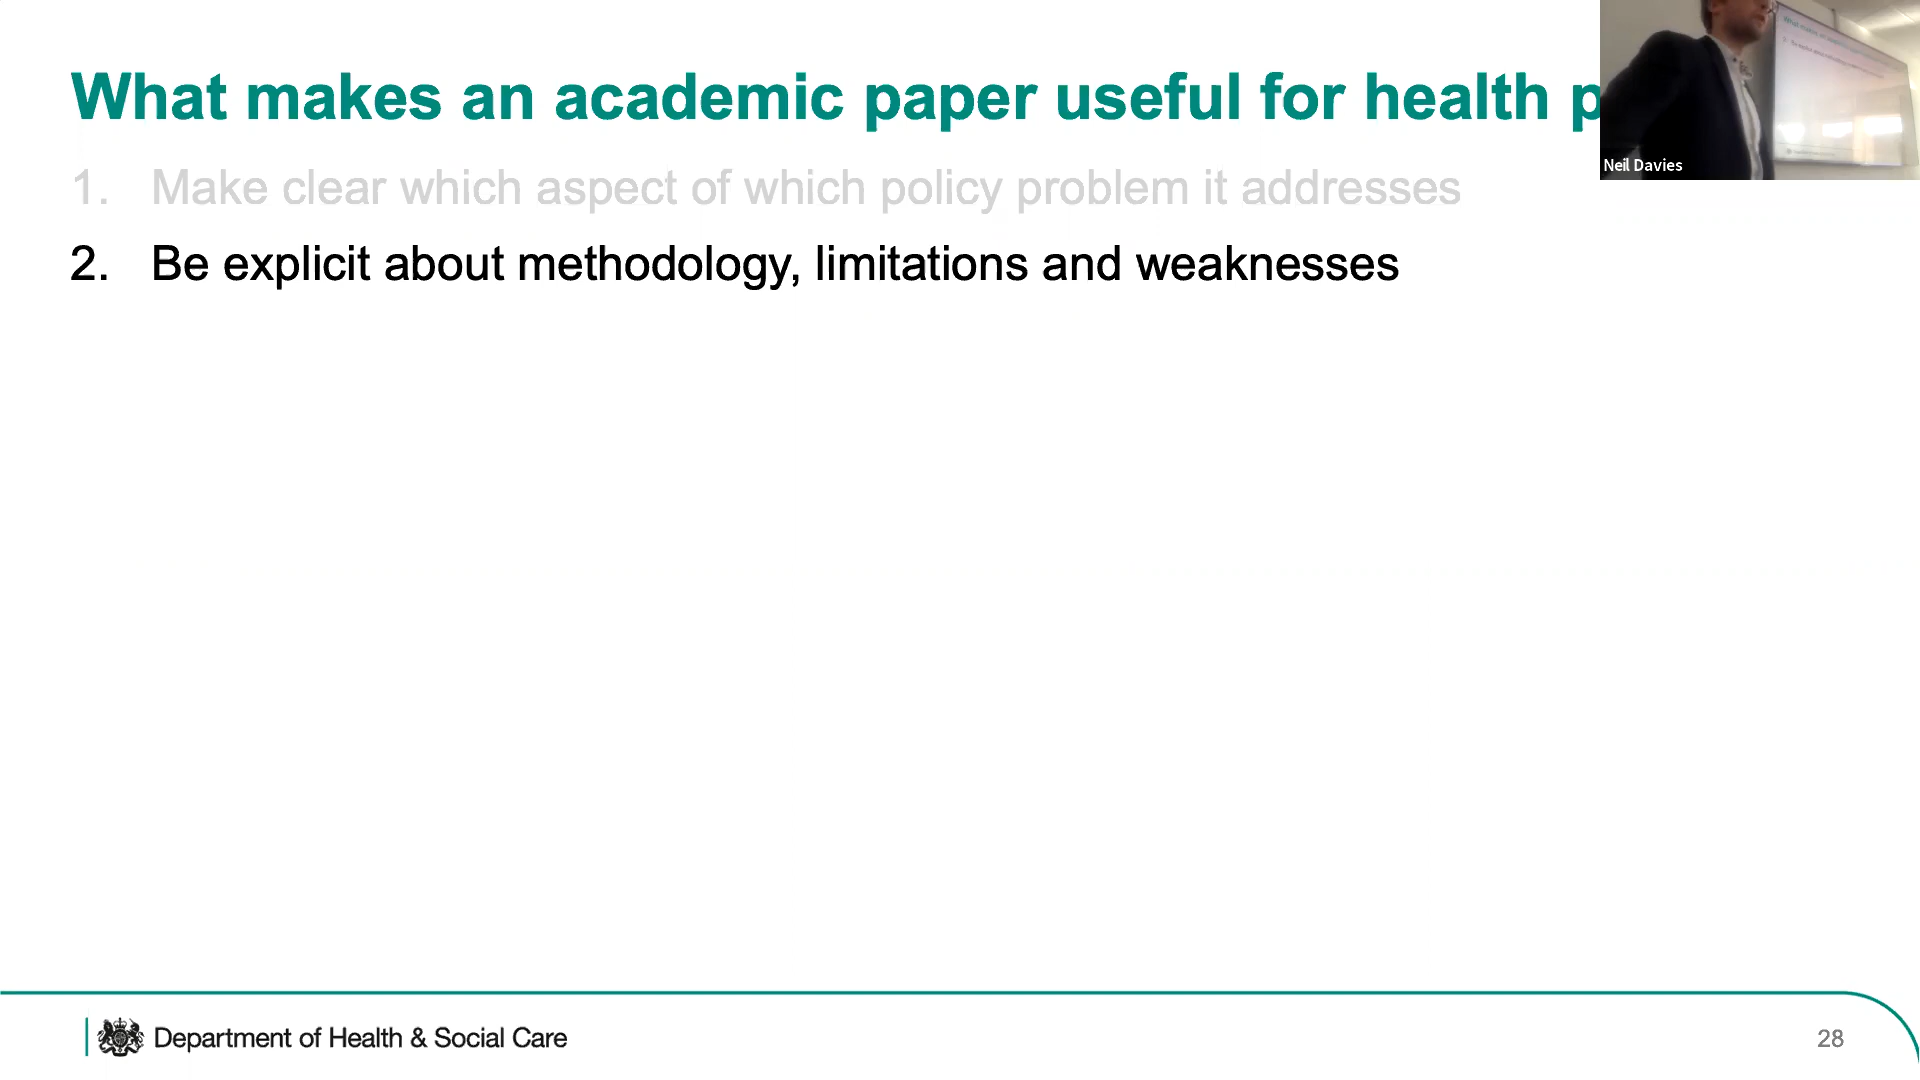 What makes an academic paper useful for health p
1. Make clear which aspect of which policy problem it addresses
2. Be explicit about methodology, limitations and weaknesses
Neil Davies
Department of Health & Social Care
28